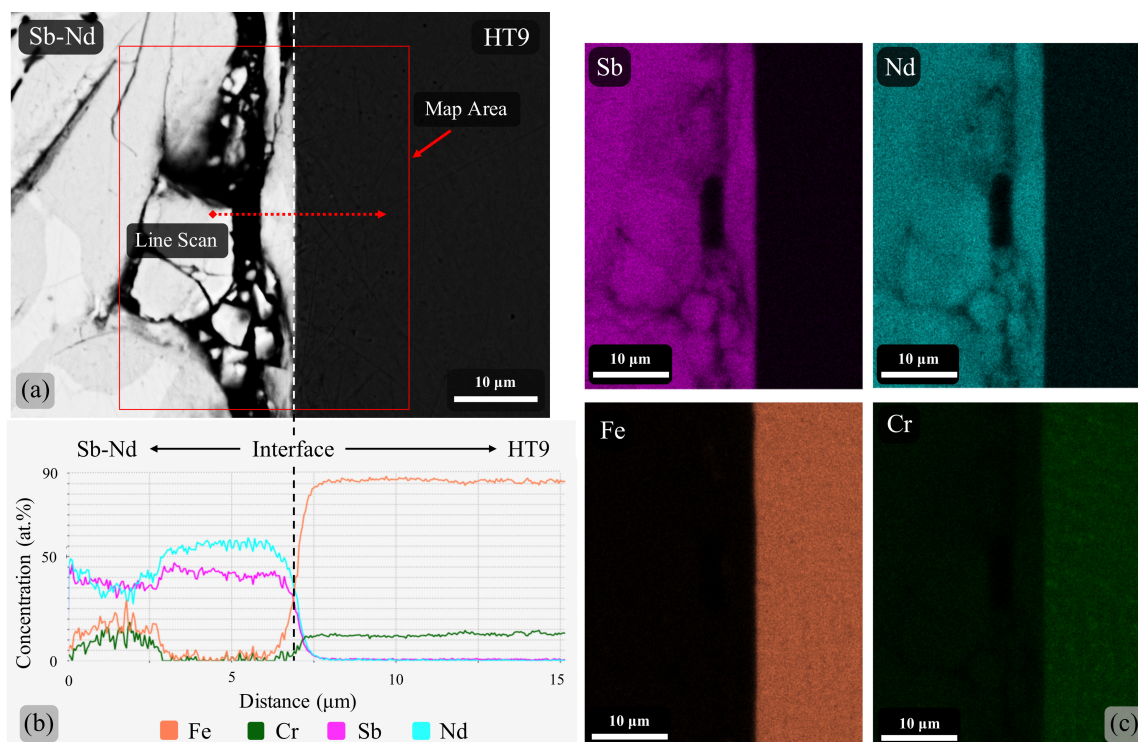 Sb-Nd
HT9
Map Area
Line Scan
(a)
10 µm
Sb
10 µm
Nd
10 µm
Sb-Nd
Interface
HT9
Concentration (at.%)
90
50
0
0
5
10
15
Distance (µm)
(b)
Fe
Cr
Sb
Nd
Fe
10 µm
Cr
10 µm
(c)